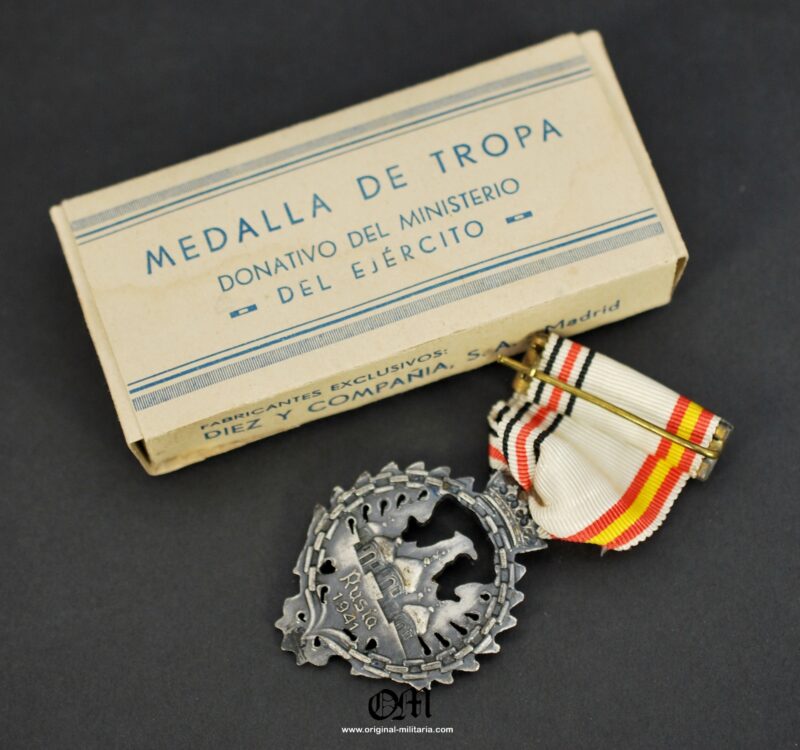 MEDALLA DE TROPA
DONATIVO DEL MINISTERIO
DEL EJÉRCITO
FABRICANTES EXCLUSIVOS:
DIEZ Y COMPAÑIA, S. A. Madrid
Rusia
1941
OM
www.original-militaria.com